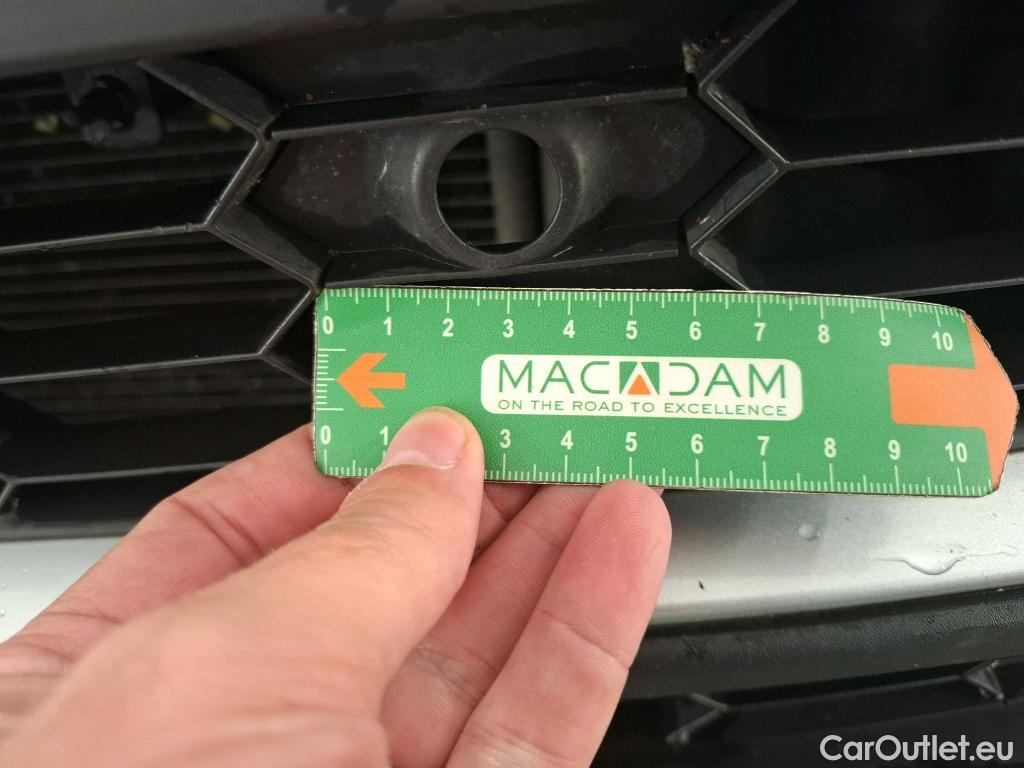 0 1 2 3 4 5 6 7 8 9 10
MACADAM
ON THE ROAD TO EXCELLENCE
0 1 3 4 5 6 7 8 9 10
CarOutlet.eu